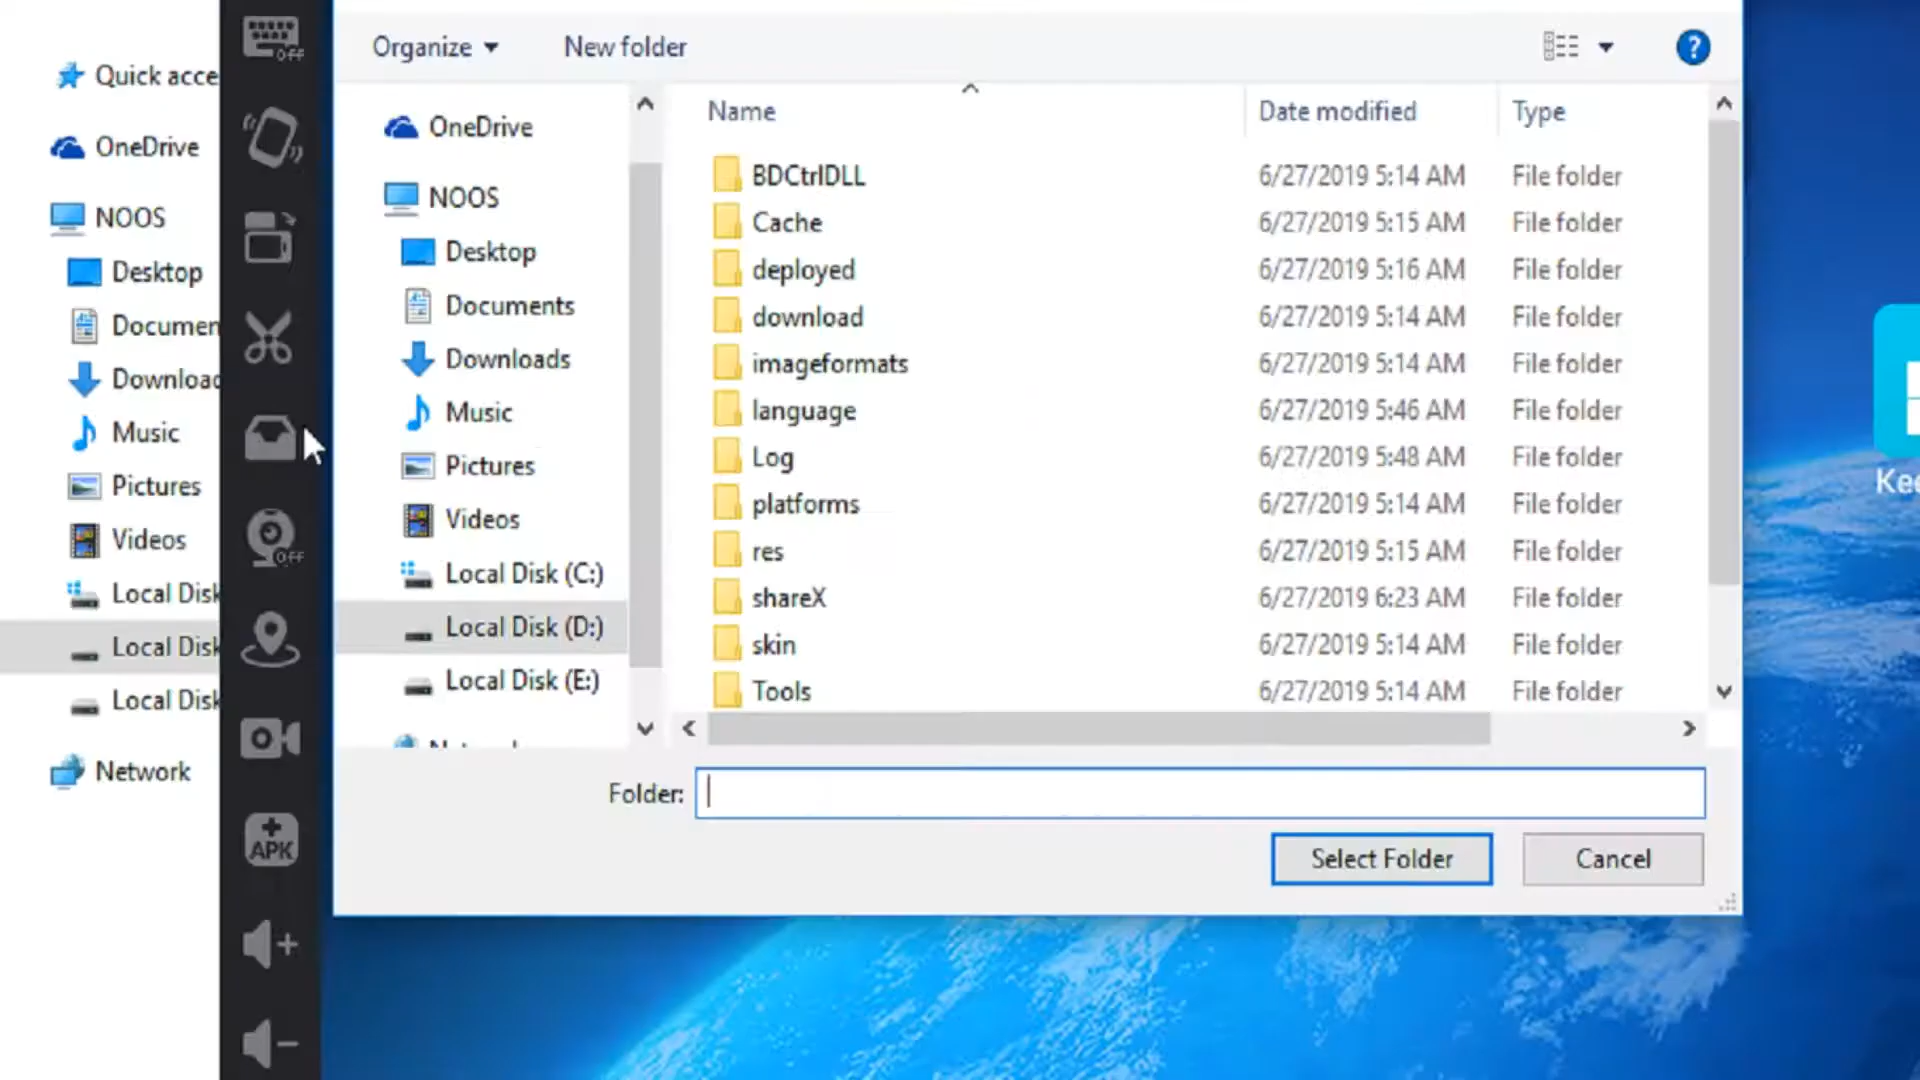 Quick acce
OneDrive
NOOS
Desktop
Documen
Downloac
Music
Pictures
Videos
Local Disk
Local Disk
Local Disk
Network
OFF
OFF
APK
Organize
New folder
?
OneDrive
NOOS
Desktop
Documents
Downloads
Music
Pictures
Videos
Local Disk (C:)
Local Disk (D:)
Local Disk (E:)
Name Date modified Type
BDCtrlDLL 6/27/2019 5:14 AM File folder
Cache 6/27/2019 5:15 AM File folder
deployed 6/27/2019 5:16 AM File folder
download 6/27/2019 5:14 AM File folder
imageformats 6/27/2019 5:14 AM File folder
language 6/27/2019 5:46 AM File folder
Log 6/27/2019 5:48 AM File folder
platforms 6/27/2019 5:14 AM File folder
res 6/27/2019 5:15 AM File folder
shareX 6/27/2019 6:23 AM File folder
skin 6/27/2019 5:14 AM File folder
Tools 6/27/2019 5:14 AM File folder
Folder:
Select Folder Cancel
Kee